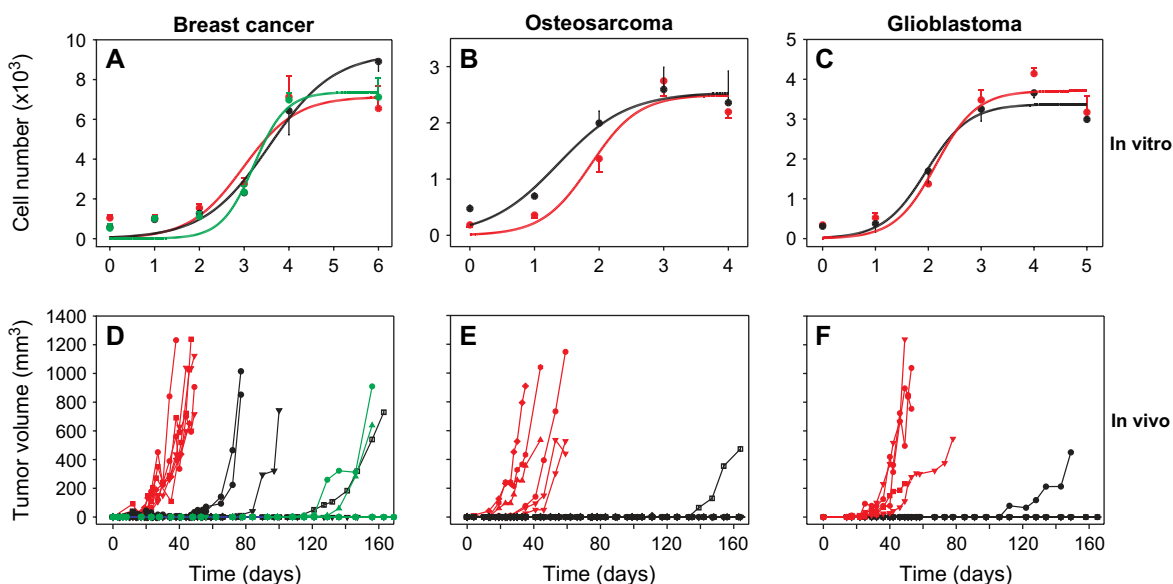 Breast cancer
Osteosarcoma
Glioblastoma
A
B
C
Cell number (x10³)
10
8
6
4
2
0
0 1 2 3 4 5 6
3
2
1
0
0 1 2 3 4
5
4
3
2
1
0
0 1 2 3 4 5
In vitro
D
E
F
Tumor volume (mm³)
1400
1200
1000
800
600
400
200
0
0 40 80 120 160
0 40 80 120 160
0 40 80 120 160
In vivo
Time (days)
Time (days)
Time (days)